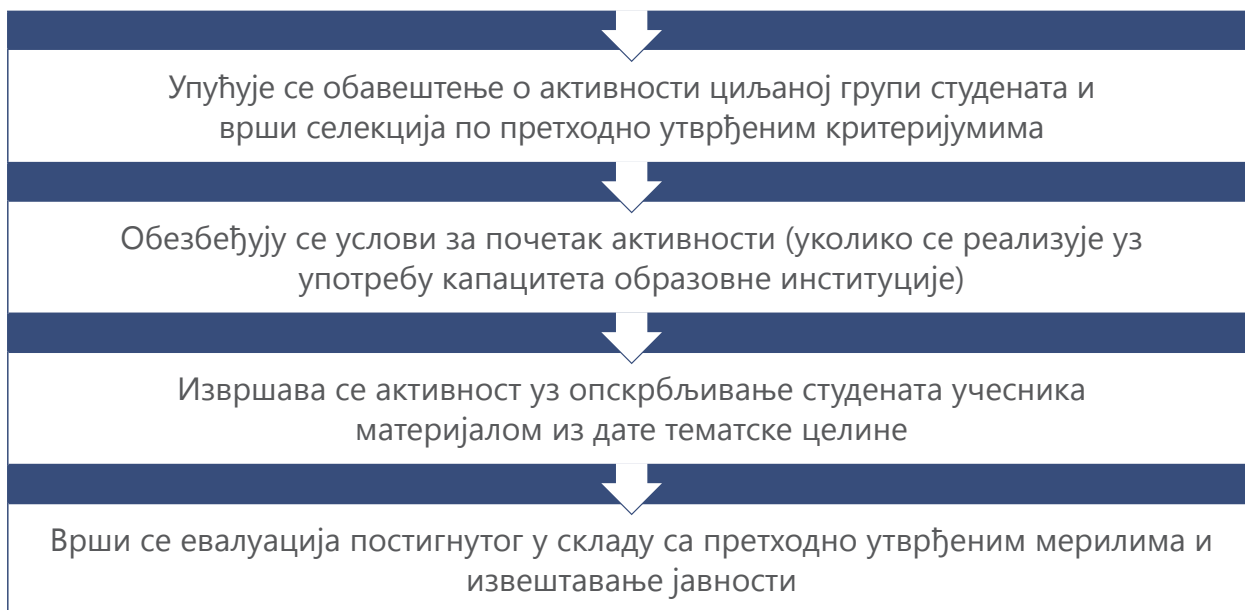 Упућује се обавештење о активности циљаној групи студената и
врши селекција по претходно утврђеним критеријумима
Обезбеђују се услови за почетак активности (уколико се реализује уз
употребу капацитета образовне институције)
Извршава се активност уз опскрбљивање студената учесника
материјалом из дате тематске целине
Врши се евалуација постигнутог у складу са претходно утврђеним мерилима и
извештавање јавности